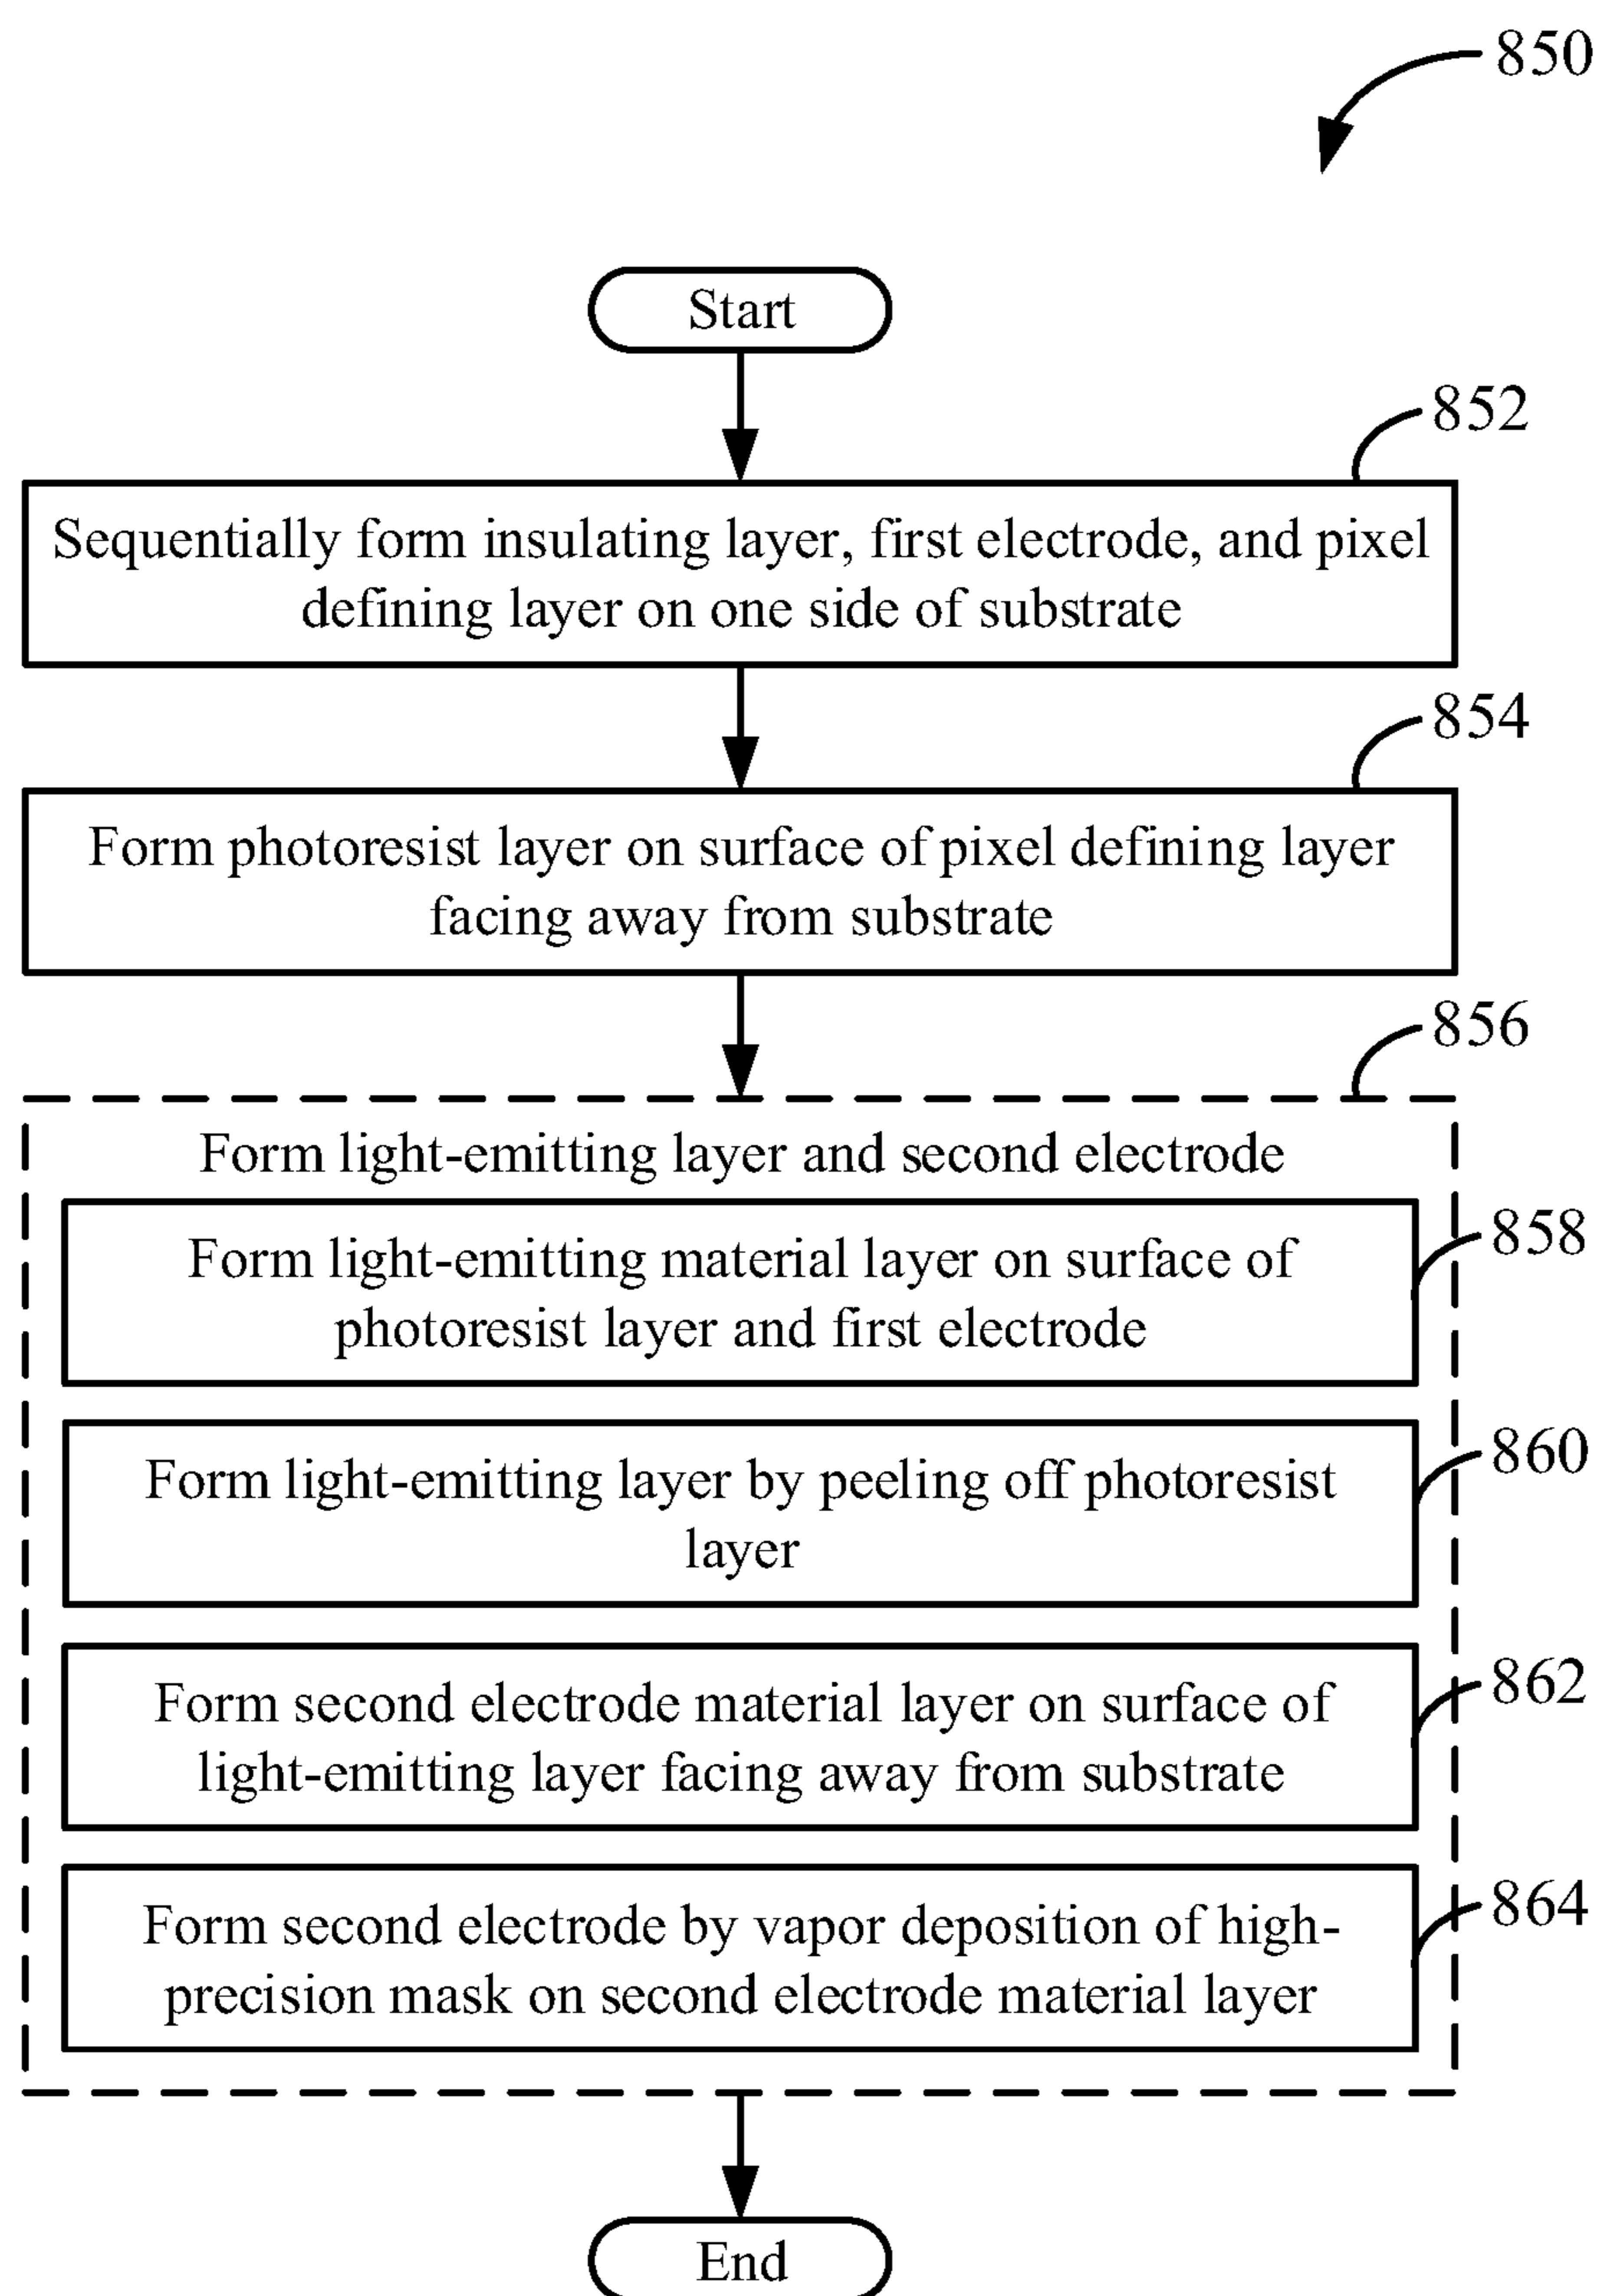 850
Start
852
Sequentially form insulating layer, first electrode, and pixel
defining layer on one side of substrate
854
Form photoresist layer on surface of pixel defining layer
facing away from substrate
856
Form light-emitting layer and second electrode
858
Form light-emitting material layer on surface of
photoresist layer and first electrode
860
Form light-emitting layer by peeling off photoresist
layer
862
Form second electrode material layer on surface of
light-emitting layer facing away from substrate
864
Form second electrode by vapor deposition of high-
precision mask on second electrode material layer
End